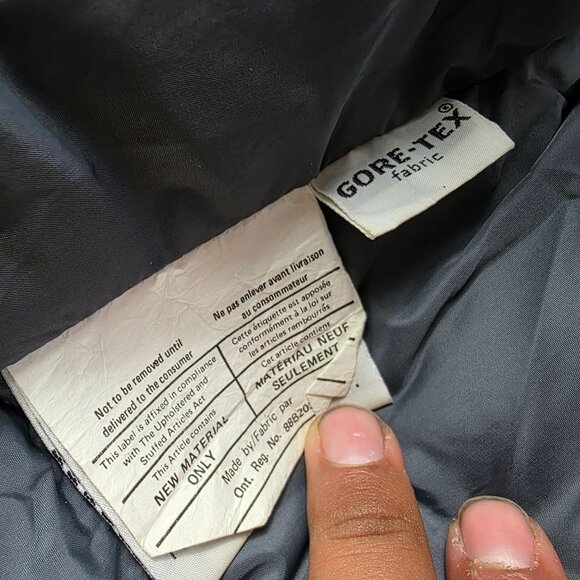 GORE-TEX®
fabric
Not to be removed until
delivered to the consumer
This label is affixed in compliance
with The Upholstered and
Stuffed Articles Act
This Article contains
NEW MATERIAL
ONLY
Ne pas enlever avant livraison
au consommateur
Cette étiquette est apposée
conformément à la loi sur
les articles rembourrés
Cet article contient
MATÉRIAU NEUF
SEULEMENT
Made by/Fabric par
Ont. Reg. No. 88B20